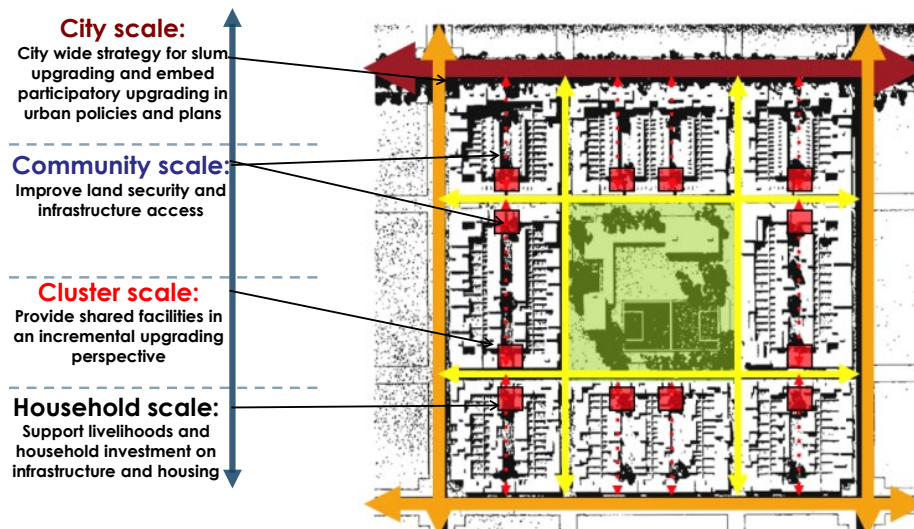 City scale:
City wide strategy for slum
upgrading and embed
participatory upgrading in
urban policies and plans
Community scale:
Improve land security and
infrastructure access
Cluster scale:
Provide shared facilities in
an incremental upgrading
perspective
Household scale:
Support livelihoods and
household investment on
infrastructure and housing